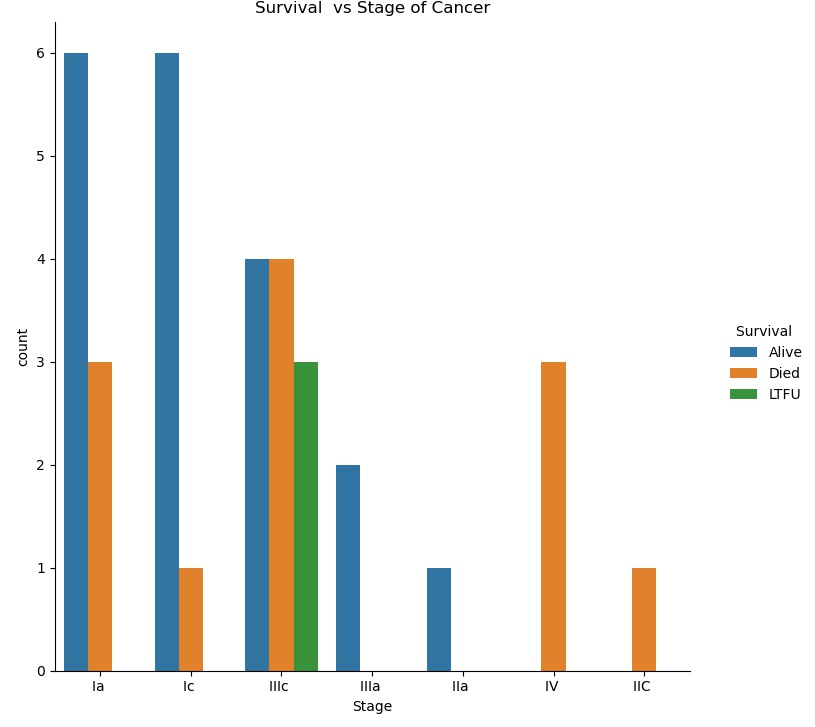 Survival vs Stage of Cancer
6
5
4
3
2
1
0
count
Ia Ic IIIc IIIa IIa IV IIC
Stage
Survival
Alive
Died
LTFU